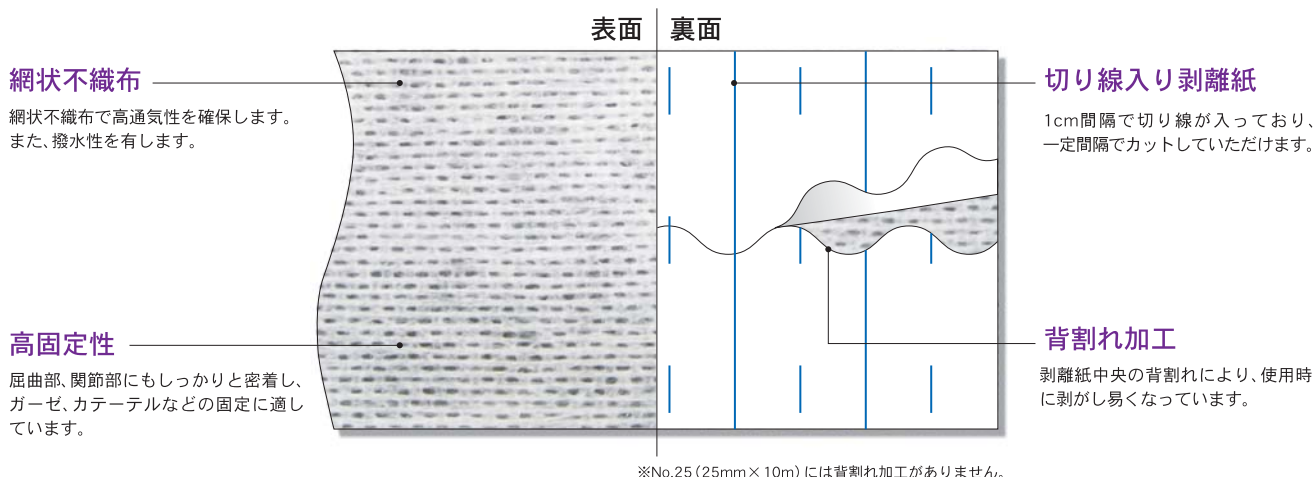 表面
裏面
網状不織布
網状不織布で高通気性を確保します。
また、撥水性を有します。
高固定性
屈曲部、関節部にもしっかりと密着し、
ガーゼ、カテーテルなどの固定に適し
ています。
切り線入り剥離紙
1cm間隔で切り線が入っており、
一定間隔でカットしていただけます。
背割れ加工
剥離紙中央の背割れにより、使用時
に剥がし易くなっています。
※No.25(25mm×10m)には背割れ加工がありません。